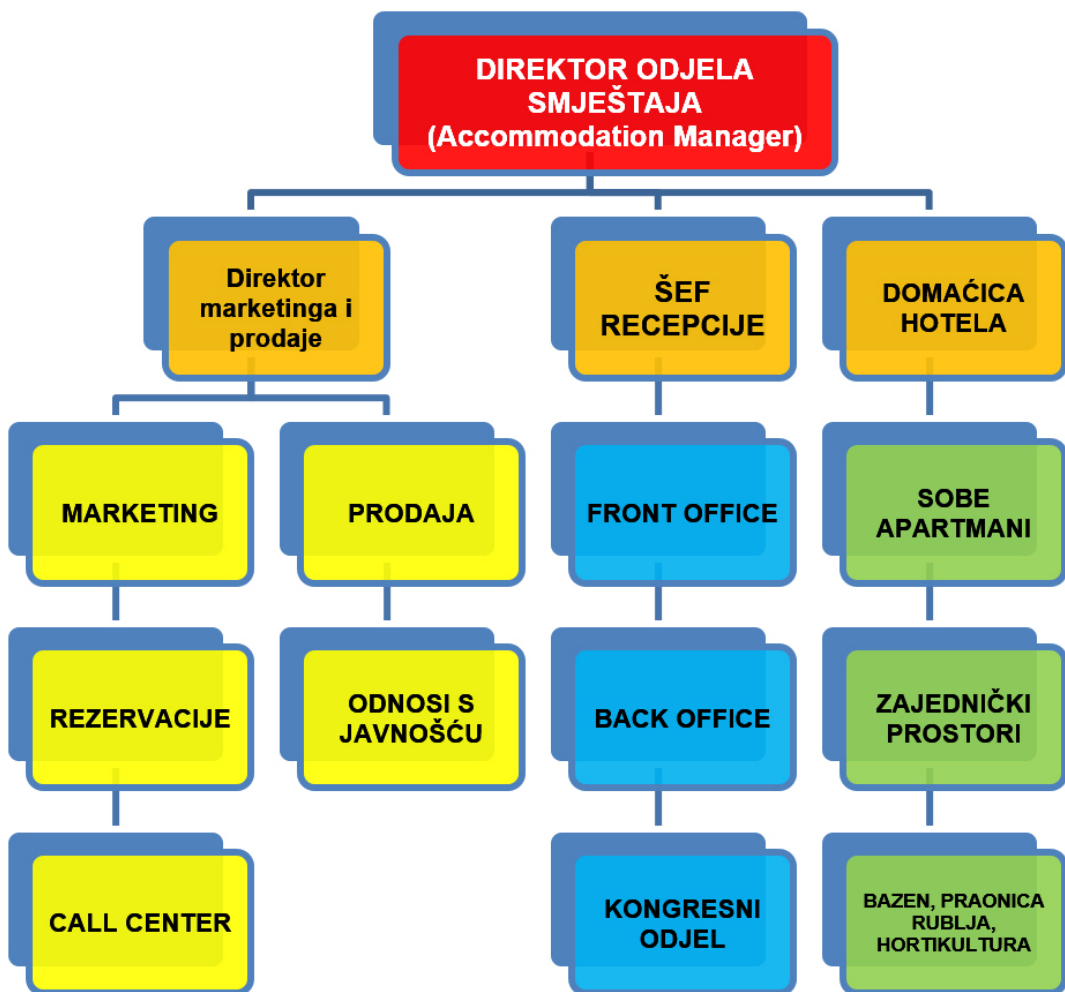 DIREKTOR ODJELA
SMJEŠTAJA
(Accommodation Manager)
Direktor
marketinga i
prodaje
ŠEF
RECEPCIJE
DOMAĆICA
HOTELA
MARKETING
PRODAJA
FRONT OFFICE
SOBE
APARTMANI
REZERVACIJE
ODNOSI S
JAVNOŠĆU
BACK OFFICE
ZAJEDNIČKI
PROSTORI
CALL CENTER
KONGRESNI
ODJEL
BAZEN, PRAONICA
RUBLJA,
HORTIKULTURA